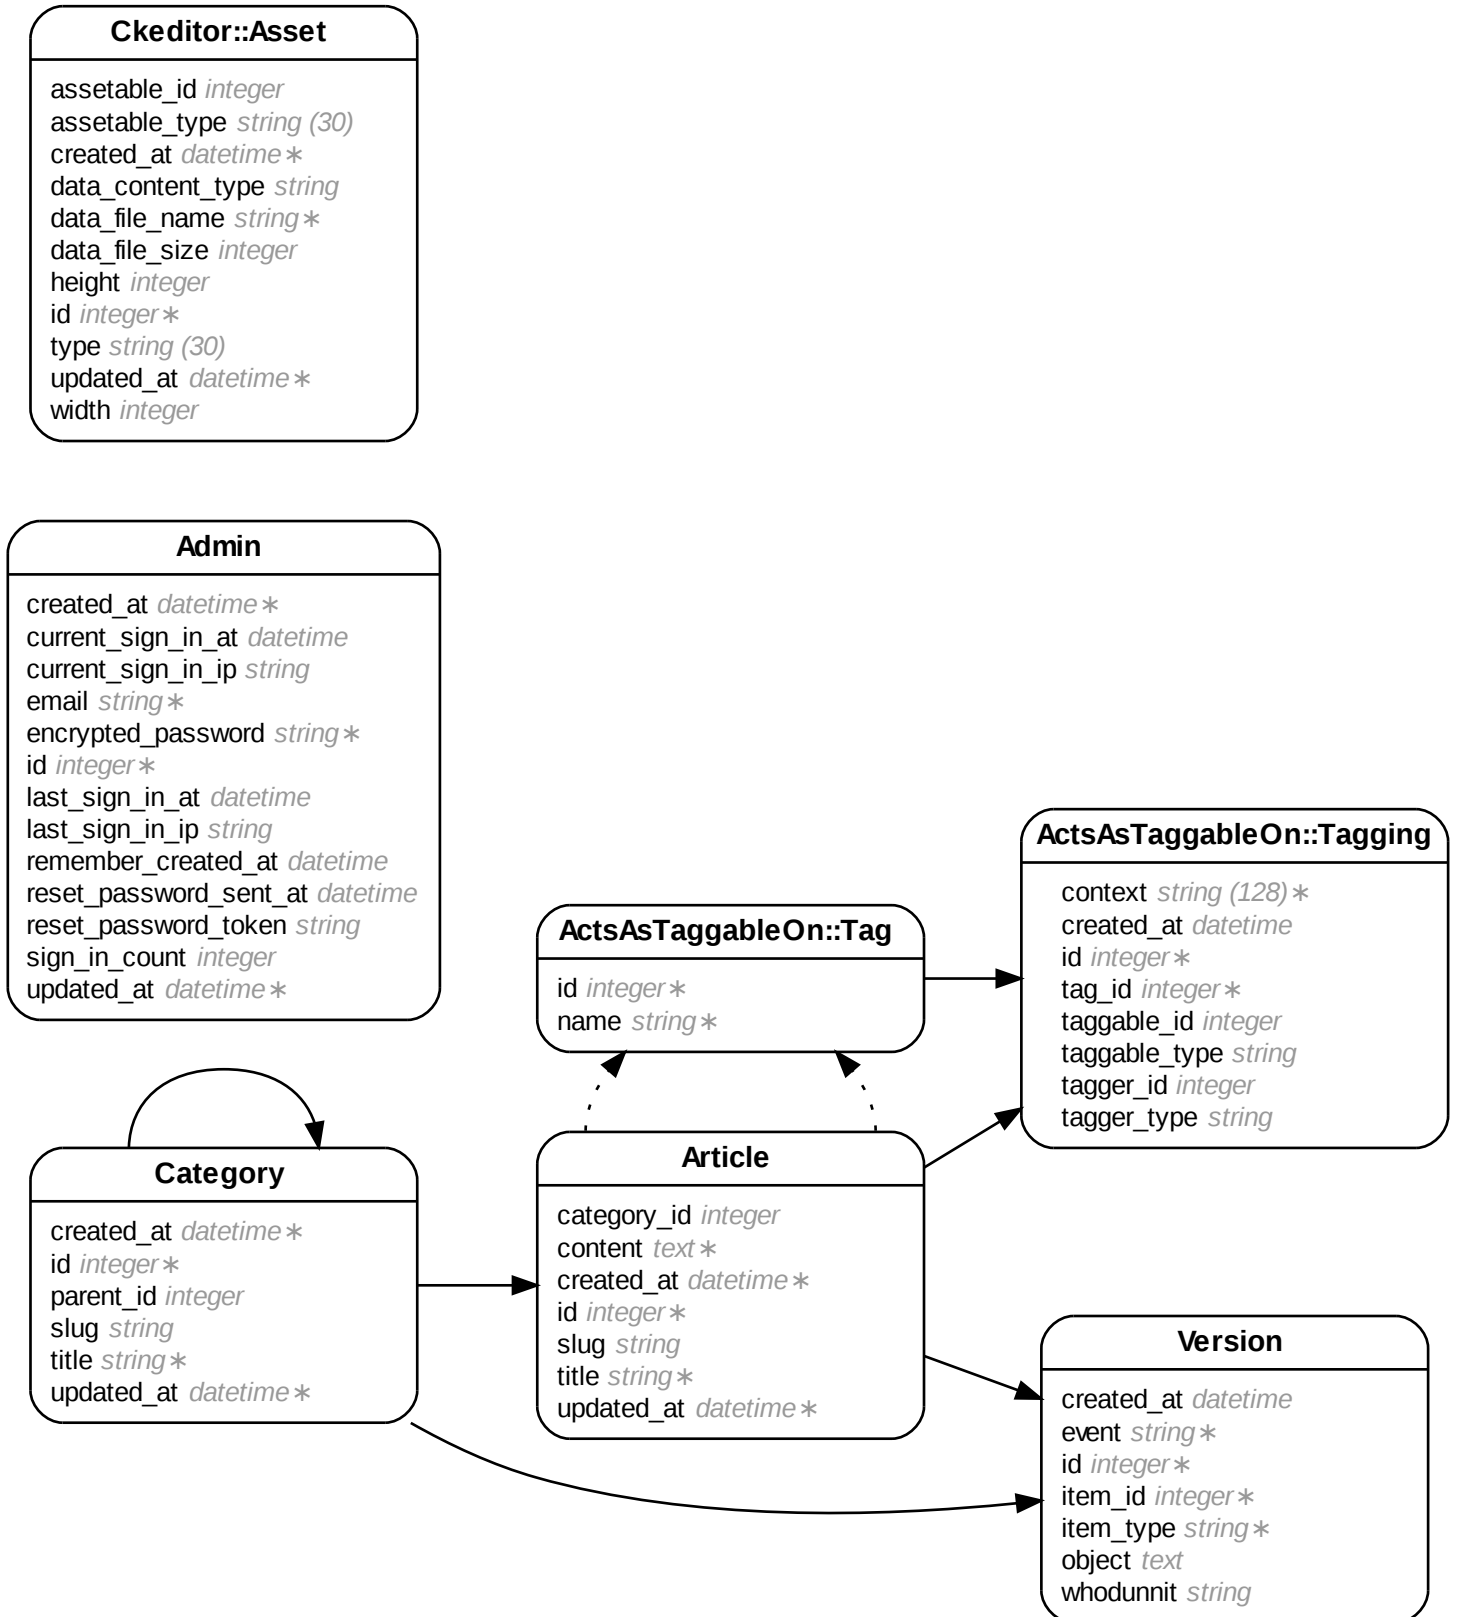 Ckeditor::Asset
assetable_id integer
assetable_type string (30)
created_at datetime∗
data_content_type string
data_file_name string∗
data_file_size integer
height integer
id integer∗
type string (30)
updated_at datetime∗
width integer
Admin
created_at datetime∗
current_sign_in_at datetime
current_sign_in_ip string
email string∗
encrypted_password string∗
id integer∗
last_sign_in_at datetime
last_sign_in_ip string
remember_created_at datetime
reset_password_sent_at datetime
reset_password_token string
sign_in_count integer
updated_at datetime∗
ActsAsTaggableOn::Tag
id integer∗
name string∗
ActsAsTaggableOn::Tagging
context string (128)∗
created_at datetime
id integer∗
tag_id integer∗
taggable_id integer
taggable_type string
tagger_id integer
tagger_type string
Category
created_at datetime∗
id integer∗
parent_id integer
slug string
title string∗
updated_at datetime∗
Article
category_id integer
content text∗
created_at datetime∗
id integer∗
slug string
title string∗
updated_at datetime∗
Version
created_at datetime
event string∗
id integer∗
item_id integer∗
item_type string∗
object text
whodunnit string